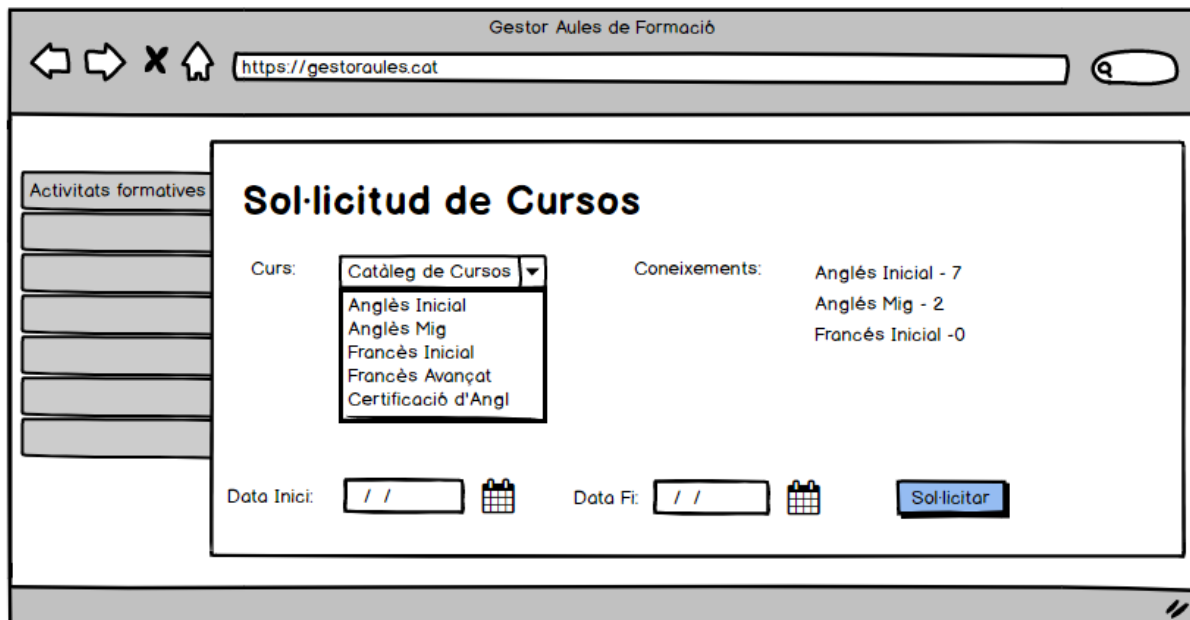 Gestor Aules de Formació
https://gestoraules.cat
Activitats formatives
Sol·licitud de Cursos
Curs:
Catàleg de Cursos
Anglès Inicial
Anglès Mig
Francès Inicial
Francès Avançat
Certificació d'Angl
Coneixements:
Anglés Inicial - 7
Anglés Mig - 2
Francés Inicial -0
Data Inici:
/ /
Data Fi:
/ /
Sol·licitar